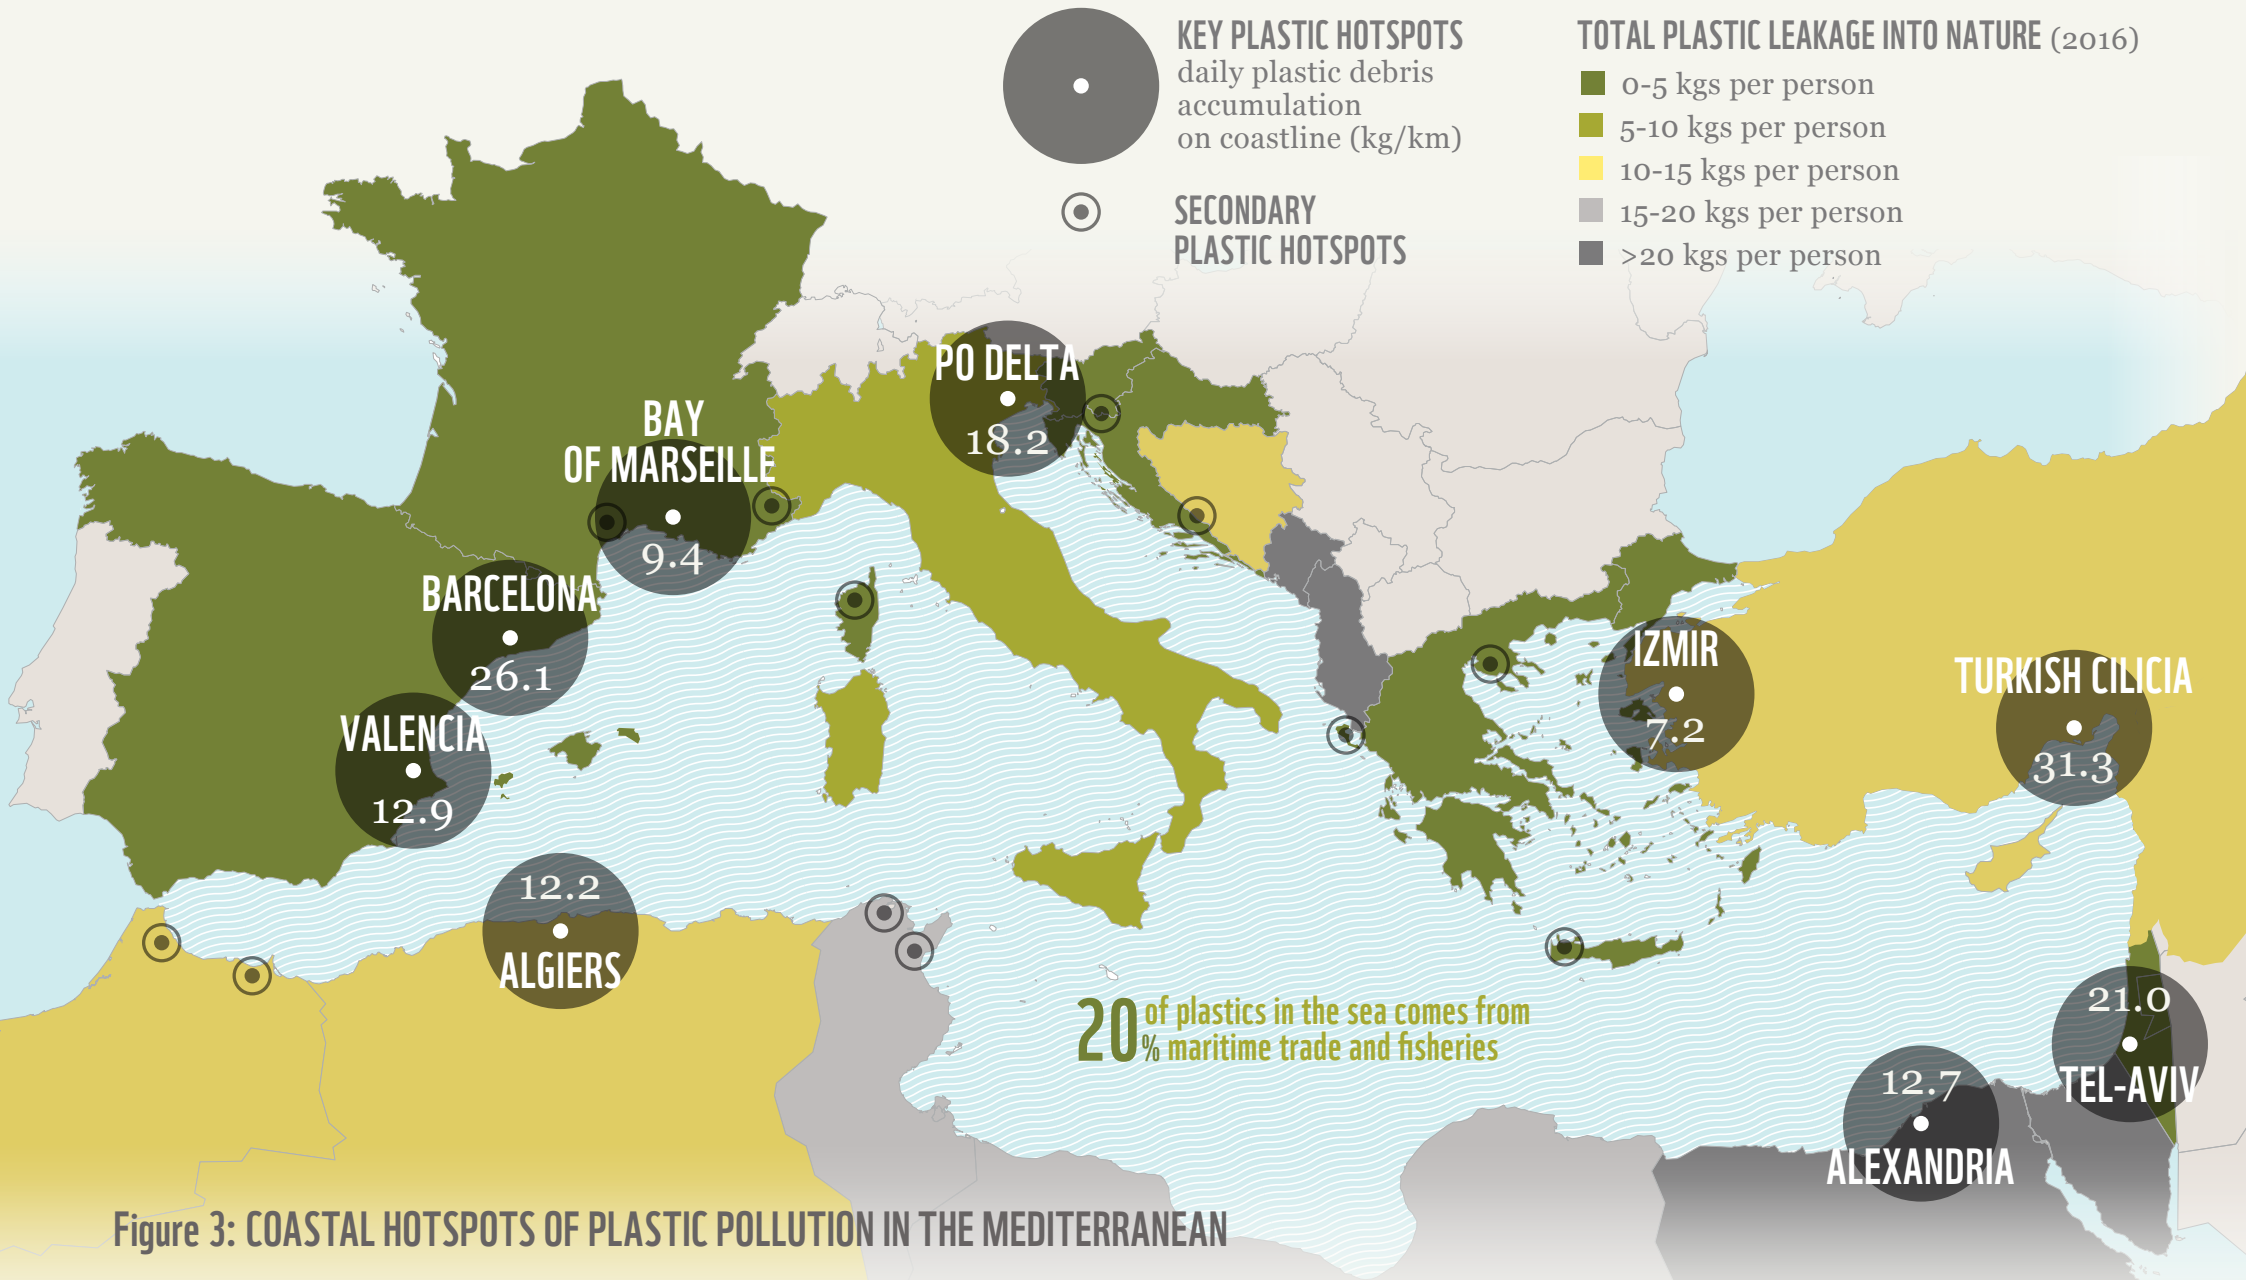 KEY PLASTIC HOTSPOTS
daily plastic debris
accumulation
on coastline (kg/km)
SECONDARY
PLASTIC HOTSPOTS
TOTAL PLASTIC LEAKAGE INTO NATURE (2016)
0-5 kgs per person
5-10 kgs per person
10-15 kgs per person
15-20 kgs per person
>20 kgs per person
PO DELTA
18.2
BAY
OF MARSEILLE
9.4
BARCELONA
26.1
VALENCIA
12.9
IZMIR
7.2
TURKISH CILICIA
31.3
12.2
ALGIERS
20% of plastics in the sea comes from
maritime trade and fisheries
21.0
TEL-AVIV
12.7
ALEXANDRIA
Figure 3: COASTAL HOTSPOTS OF PLASTIC POLLUTION IN THE MEDITERRANEAN